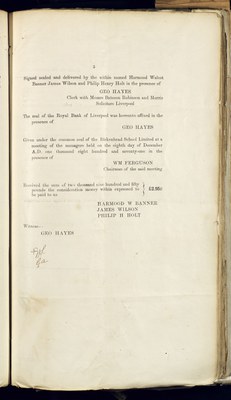 Signed sealed and delivered by the within named Harmood Walcot
Banner James Wilson and Philip Henry Holt in the presence of
GEO HAYES
Clerk with Messrs Duncan Robinson and Morris
Solicitors Liverpool
The seal of the Royal Bank of Liverpool was hereunto affixed in the
presence of
GEO HAYES
Given under the common seal of the Birkenhead School Limited at a
meeting of the managers held on the eighth day of December
A.D. one thousand eight hundred and seventy-one in the
presence of
WM FERGUSON
Chairman of the said meeting
Received the sum of two thousand nine hundred and fifty
pounds the consideration money within expressed to
be paid to us
HARMOOD W BANNER
JAMES WILSON
PHILIP H HOLT
Witness
GEO HAYES